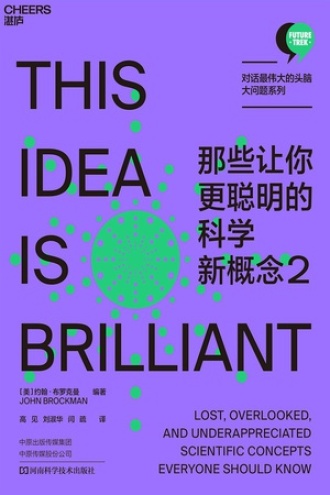 CHEERS
湛庐
FUTURE
TREK
对话最伟大的头脑
大问题系列
THIS
IDEA
IS
BRILLIANT
那些让你
更聪明的
科学
新概念2
[美]约翰·布罗克曼 编著
JOHN BROCKMAN
高 见 刘淑华 闫 疏 译
LOST, OVERLOOKED,
AND UNDERAPPRECIATED
SCIENTIFIC CONCEPTS
EVERYONE SHOULD KNOW
中原出版传媒集团
中原传媒股份公司
河南科学技术出版社